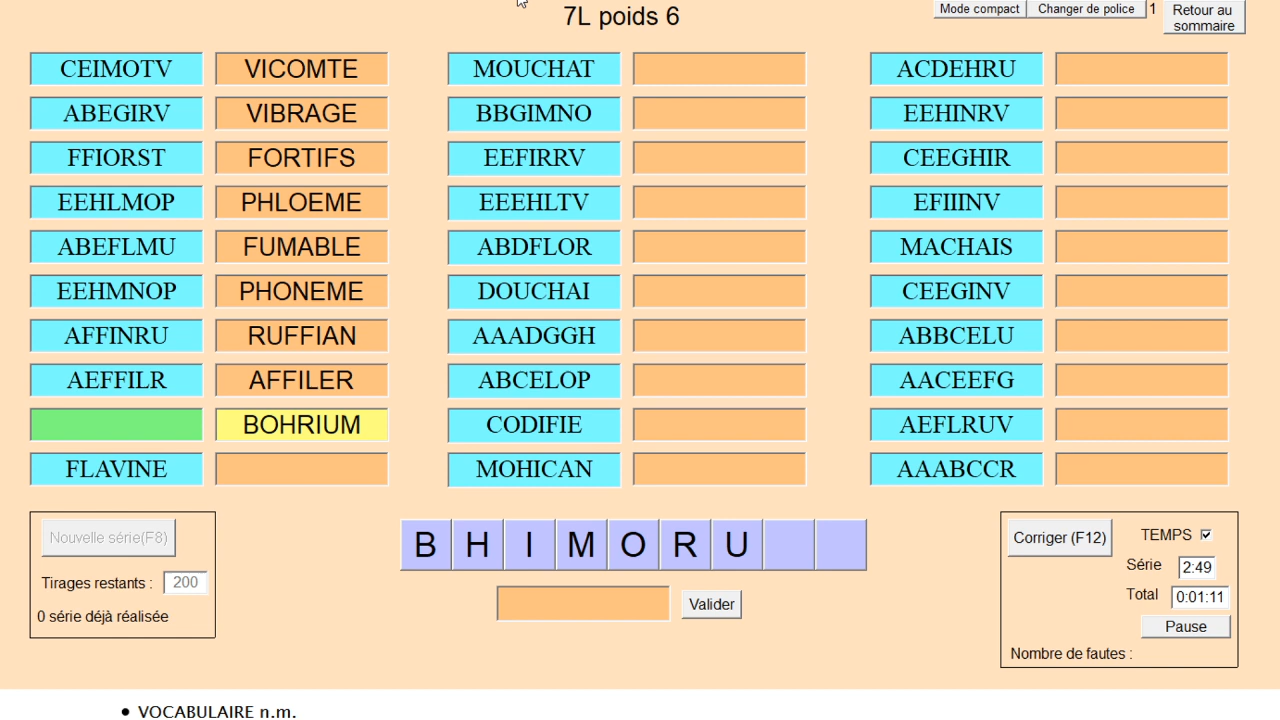 7L poids 6
Mode compact Changer de police 1 Retour au sommaire
CEIMOTV VICOMTE MOUCHAT ACDEHRU
ABEGIRV VIBRAGE BBGIMNO EEHINRV
FFIORST FORTIFS EEFIRRV CEEGHIR
EEHLMOP PHLOEME EEEHLTV EFIIINV
ABEFLMU FUMABLE ABDFLOR MACHAIS
EEHMNOP PHONEME DOUCHAI CEEGINV
AFFINRU RUFFIAN AAADGGH ABBCELU
AEFFILR AFFILER ABCELOP AACEEFG
BOHRIUM CODIFIE AEFLRUV
FLAVINE MOHICAN AAABCCR
Nouvelle série(F8)
Tirages restants : 200
0 série déjà réalisée
B H I M O R U
Valider
Corriger (F12) TEMPS
Série 2:49
Total 0:01:11
Pause
Nombre de fautes :
• VOCABULAIRE n.m.